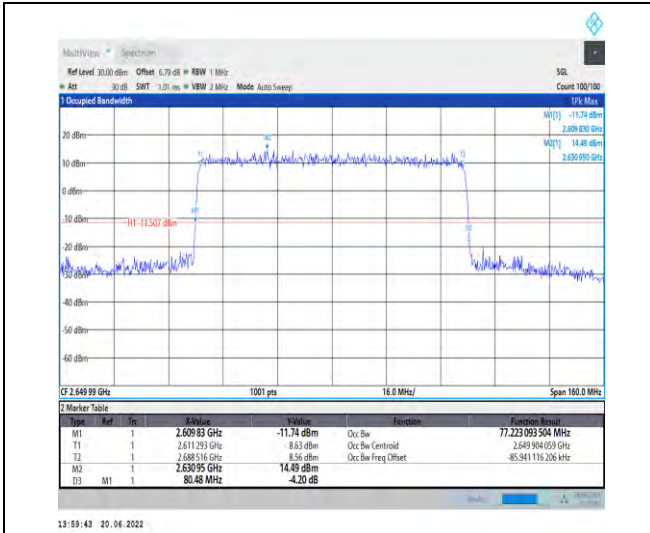 MultiView Spectrum
Ref Level 30.00 dBm Offset 6.79 dB RBW 1 MHz SGL
Att 30 dB SWT 1.01 ms VBW 2 MHz Mode Auto Sweep Count 100/100
1 Occupied Bandwidth 1Pk Max
M1[1] -11.74 dBm
2.609 830 GHz
M2[1] 14.49 dBm
2.630 950 GHz
M2
T1 T2
20 dBm
10 dBm
0 dBm
M1
-10 dBm
H1 -11.507 dBm
D3
-20 dBm
-30 dBm
-40 dBm
-50 dBm
-60 dBm
CF 2.649 99 GHz 1001 pts 16.0 MHz/ Span 160.0 MHz
2 Marker Table
Type Ref Trc X-Value Y-Value Function Function Result
M1 1 2.609 83 GHz -11.74 dBm Occ Bw 77.223 093 504 MHz
T1 1 2.611 293 GHz 8.63 dBm Occ Bw Centroid 2.649 904 059 GHz
T2 1 2.688 516 GHz 8.56 dBm Occ Bw Freq Offset -85.941 116 206 kHz
M2 1 2.630 95 GHz 14.49 dBm
D3 M1 1 80.48 MHz -4.20 dB
13:59:43 20.06.2022